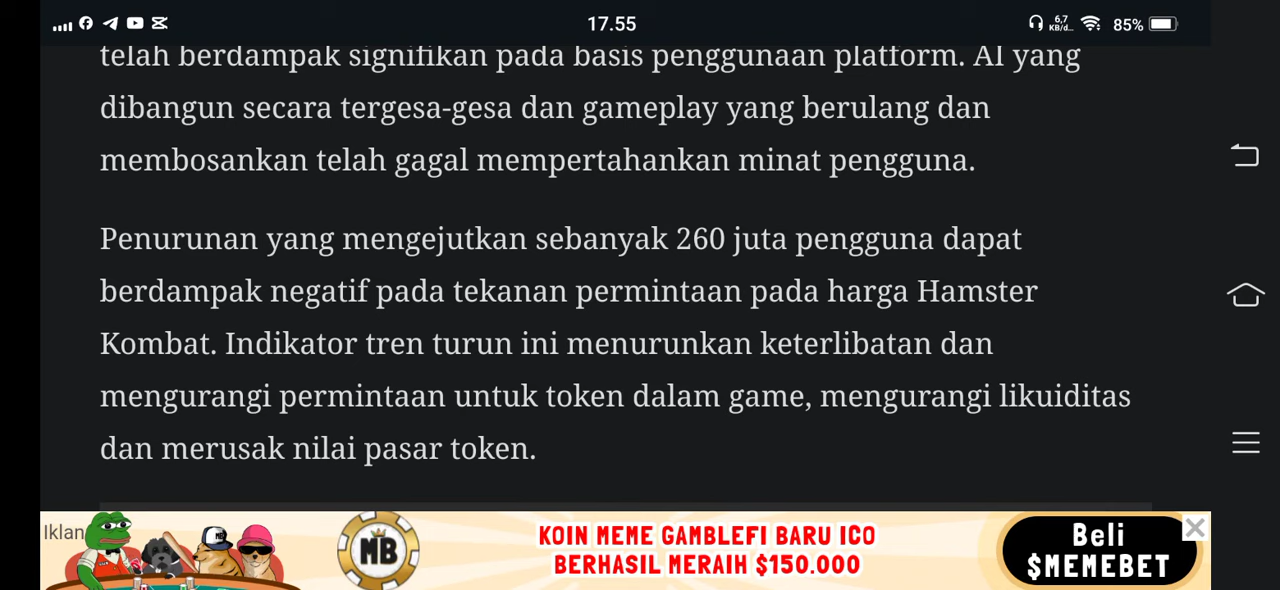 17.55
6,7
KB/d...
85%
telah berdampak signifikan pada basis penggunaan platform. AI yang
dibangun secara tergesa-gesa dan gameplay yang berulang dan
membosankan telah gagal mempertahankan minat pengguna.
Penurunan yang mengejutkan sebanyak 260 juta pengguna dapat
berdampak negatif pada tekanan permintaan pada harga Hamster
Kombat. Indikator tren turun ini menurunkan keterlibatan dan
mengurangi permintaan untuk token dalam game, mengurangi likuiditas
dan merusak nilai pasar token.
Iklan
MB
MB
KOIN MEME GAMBLEFI BARU ICO
BERHASIL MERAIH $150.000
Beli
$MEMEBET